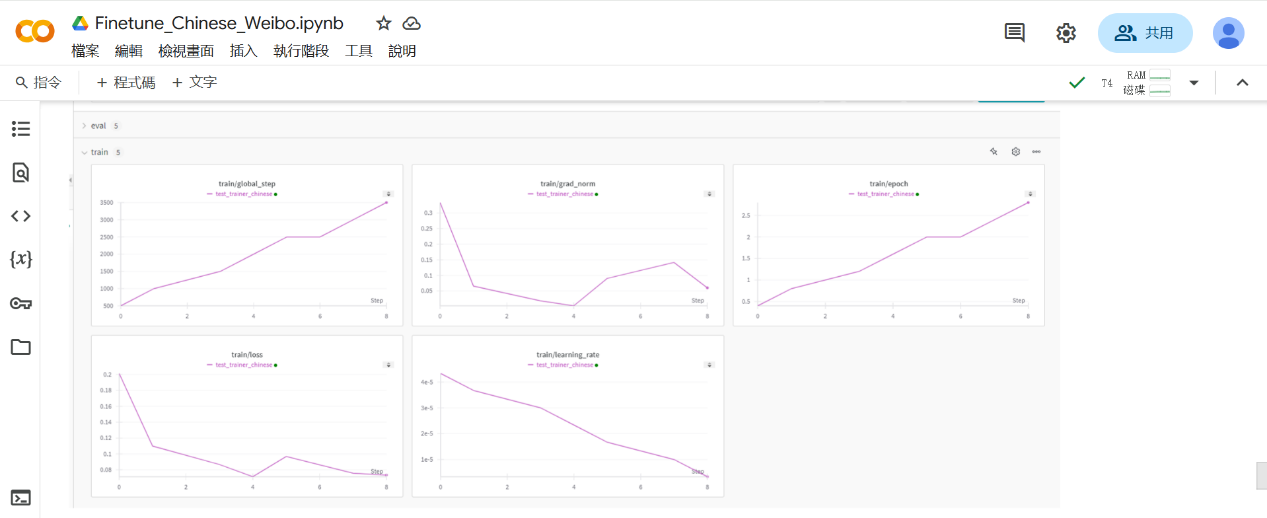 Finetune_Chinese_Weibo.ipynb
檔案 編輯 檢視畫面 插入 執行階段 工具 說明
共用
指令 + 程式碼 + 文字
T4 RAM 磁碟
eval 5
train 5
train/global_step
test_trainer_chinese
3500
3000
2500
2000
1500
1000
500
Step
0 2 4 6 8
train/grad_norm
test_trainer_chinese
0.3
0.25
0.2
0.15
0.1
0.05
Step
0 2 4 6 8
train/epoch
test_trainer_chinese
2.5
2
1.5
1
0.5
Step
0 2 4 6 8
train/loss
test_trainer_chinese
0.2
0.18
0.16
0.14
0.12
0.1
0.08
Step
0 2 4 6 8
train/learning_rate
test_trainer_chinese
4e-5
3e-5
2e-5
1e-5
Step
0 2 4 6 8